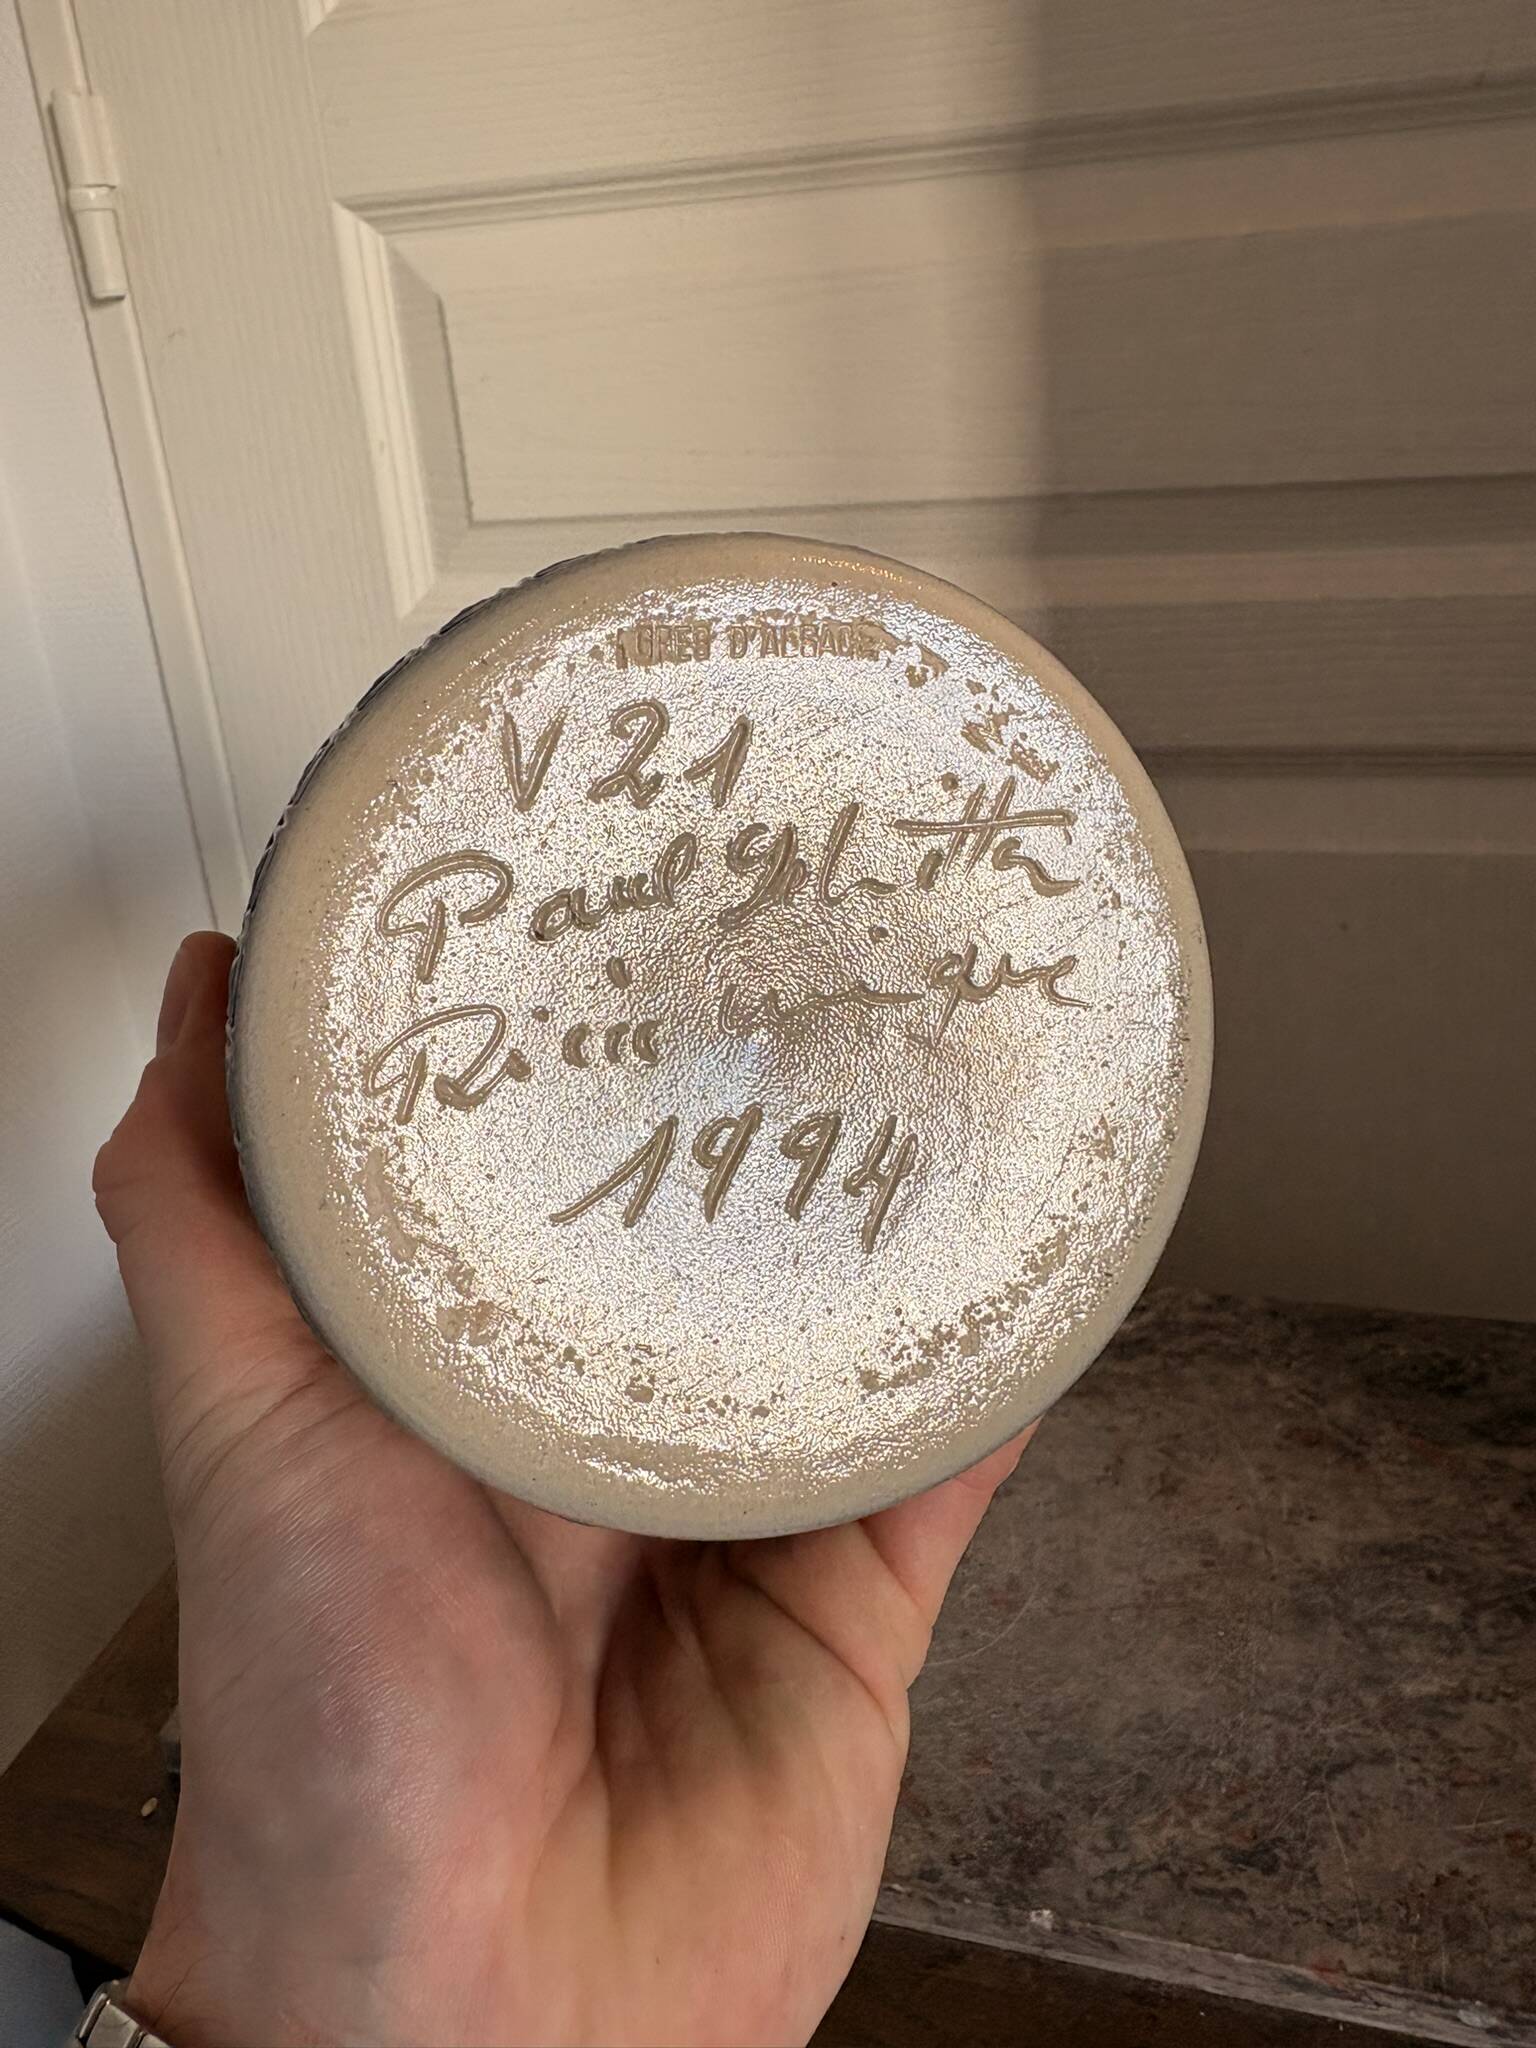 GRES D'ALSACE
V21
Paul
Pièce unique
1994